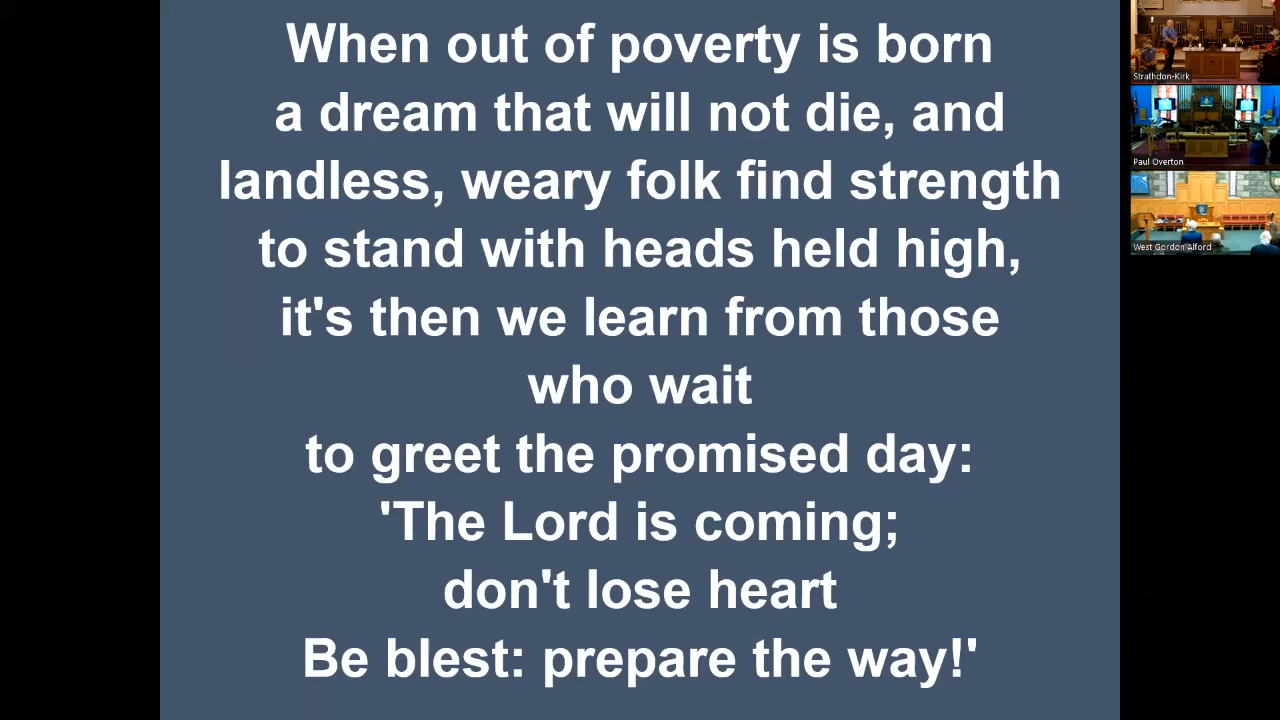 When out of poverty is born
a dream that will not die, and
landless, weary folk find strength
to stand with heads held high,
it's then we learn from those
who wait
to greet the promised day:
'The Lord is coming;
don't lose heart
Be blest: prepare the way!'
Strathdon-Kirk
Paul Overton
West Gordon Alford